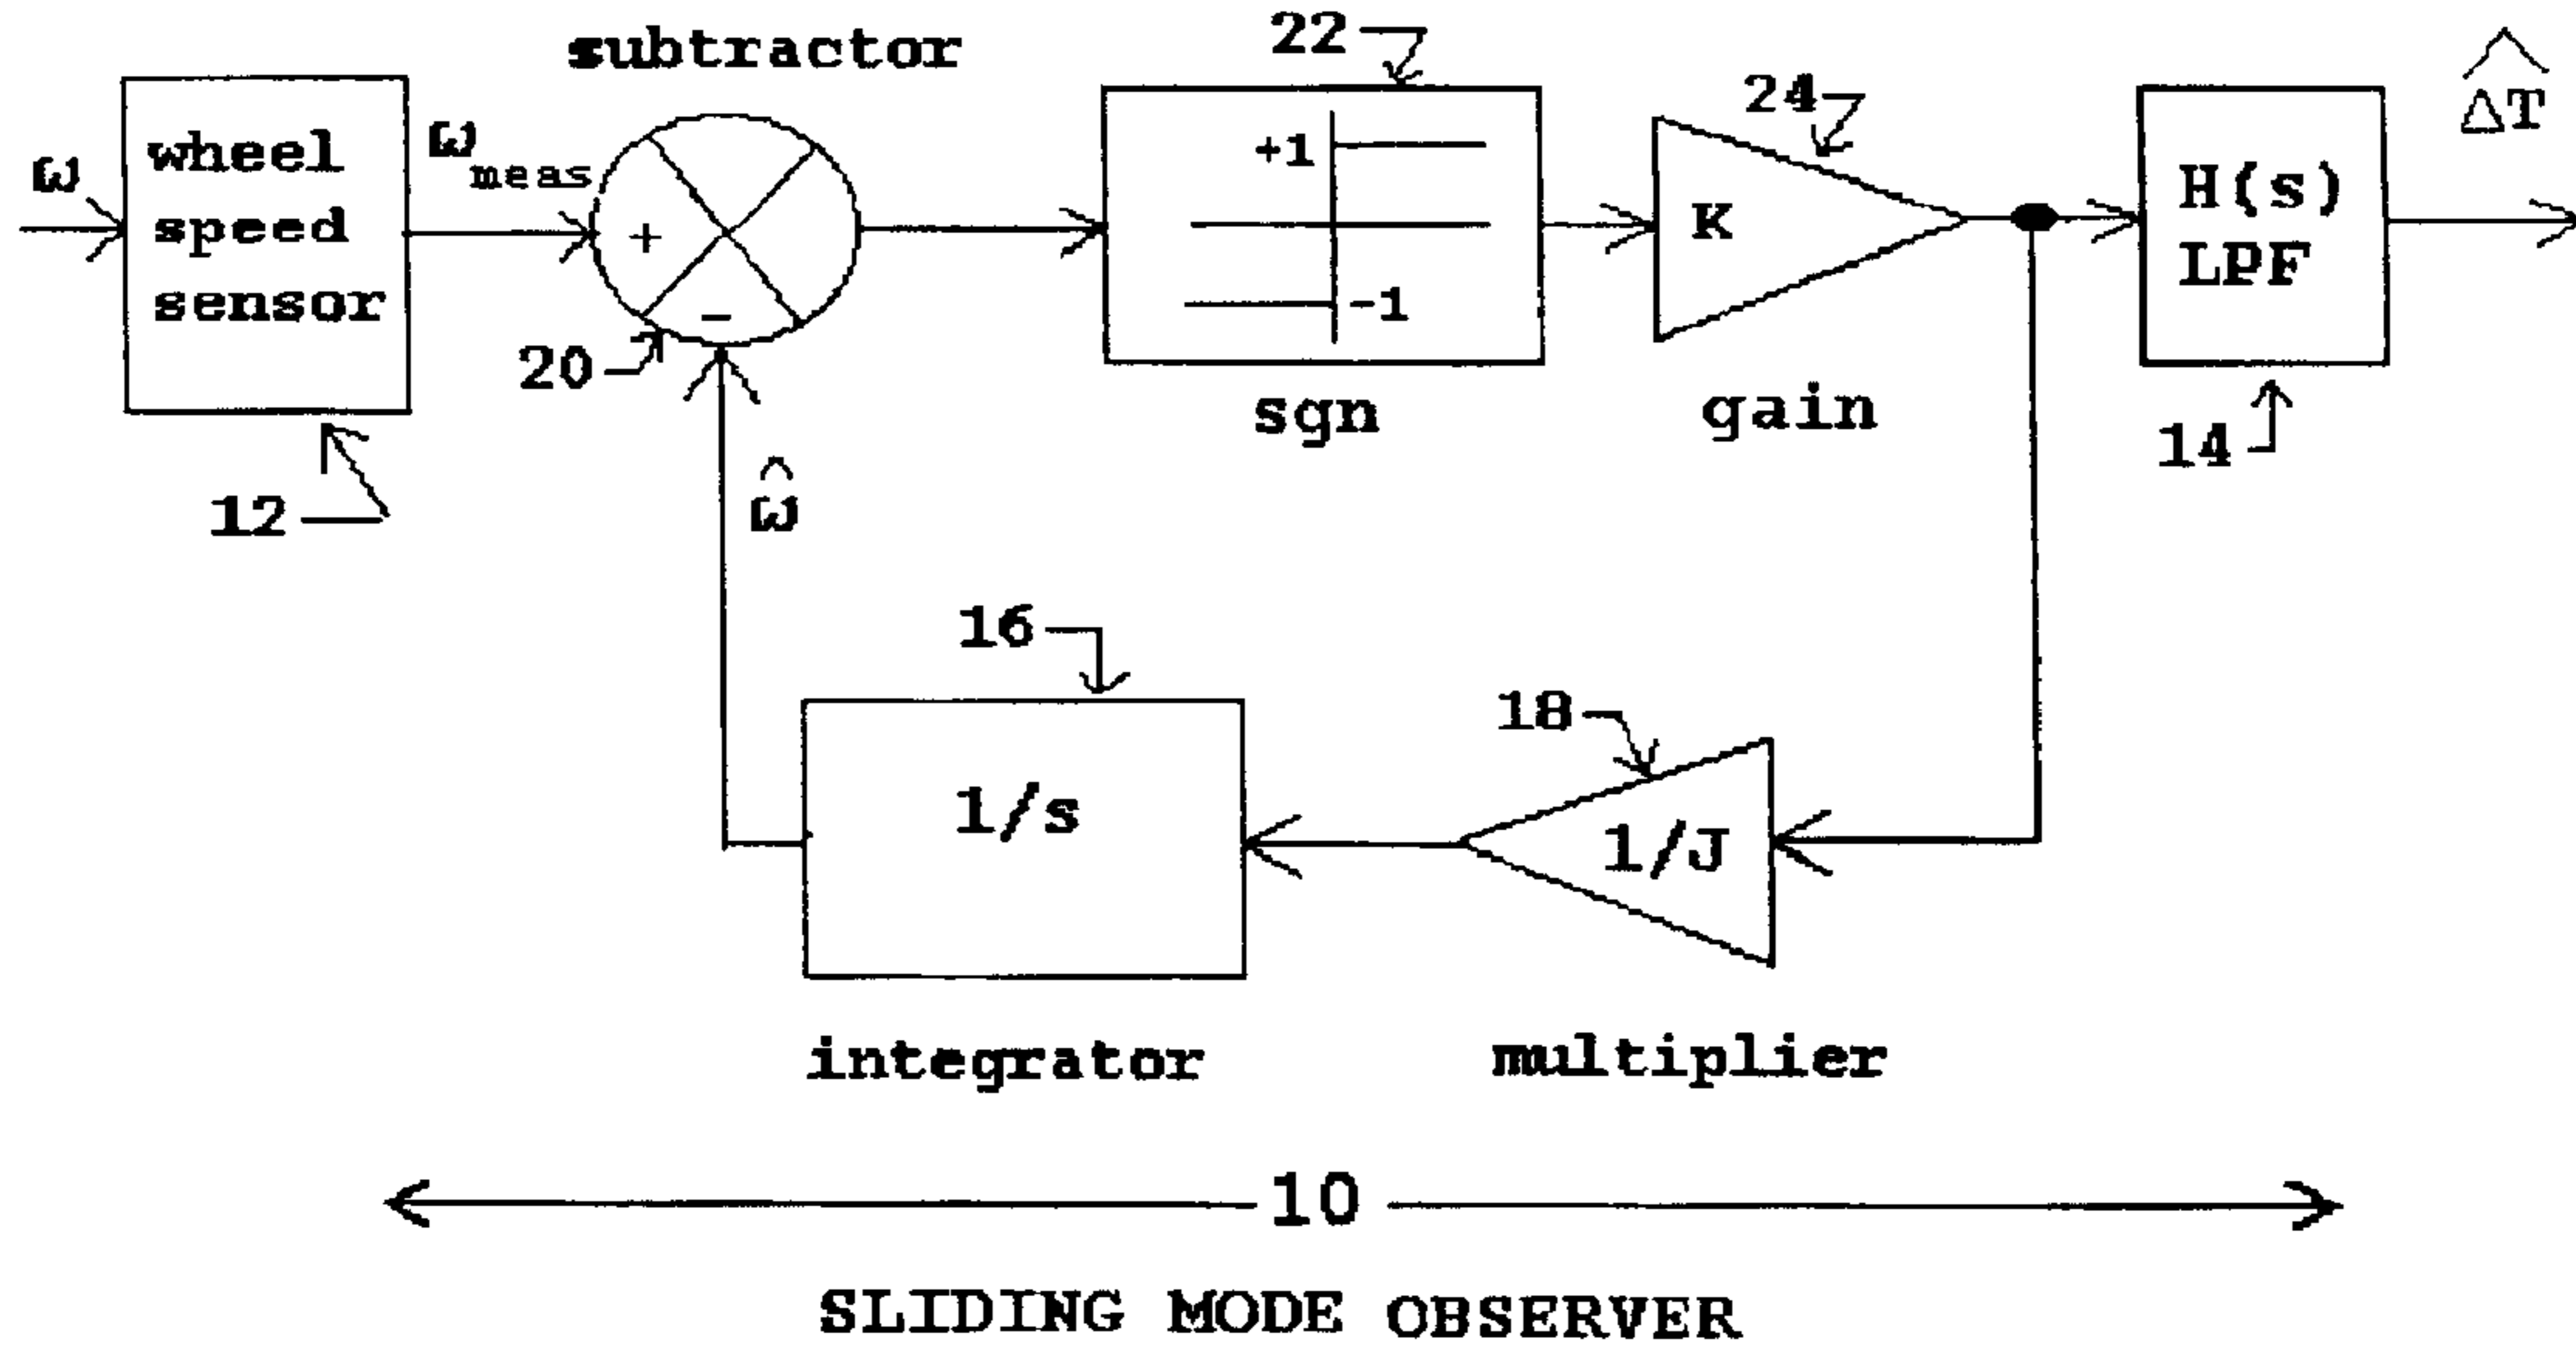 subtractor
22
24
ΔT̂
ω
wheel
speed
sensor
ω meas
+
−
20
+1
-1
sgn
K
gain
H(s)
LPF
14
12
ω̂
16
1/s
integrator
18
1/J
multiplier
10
SLIDING MODE OBSERVER